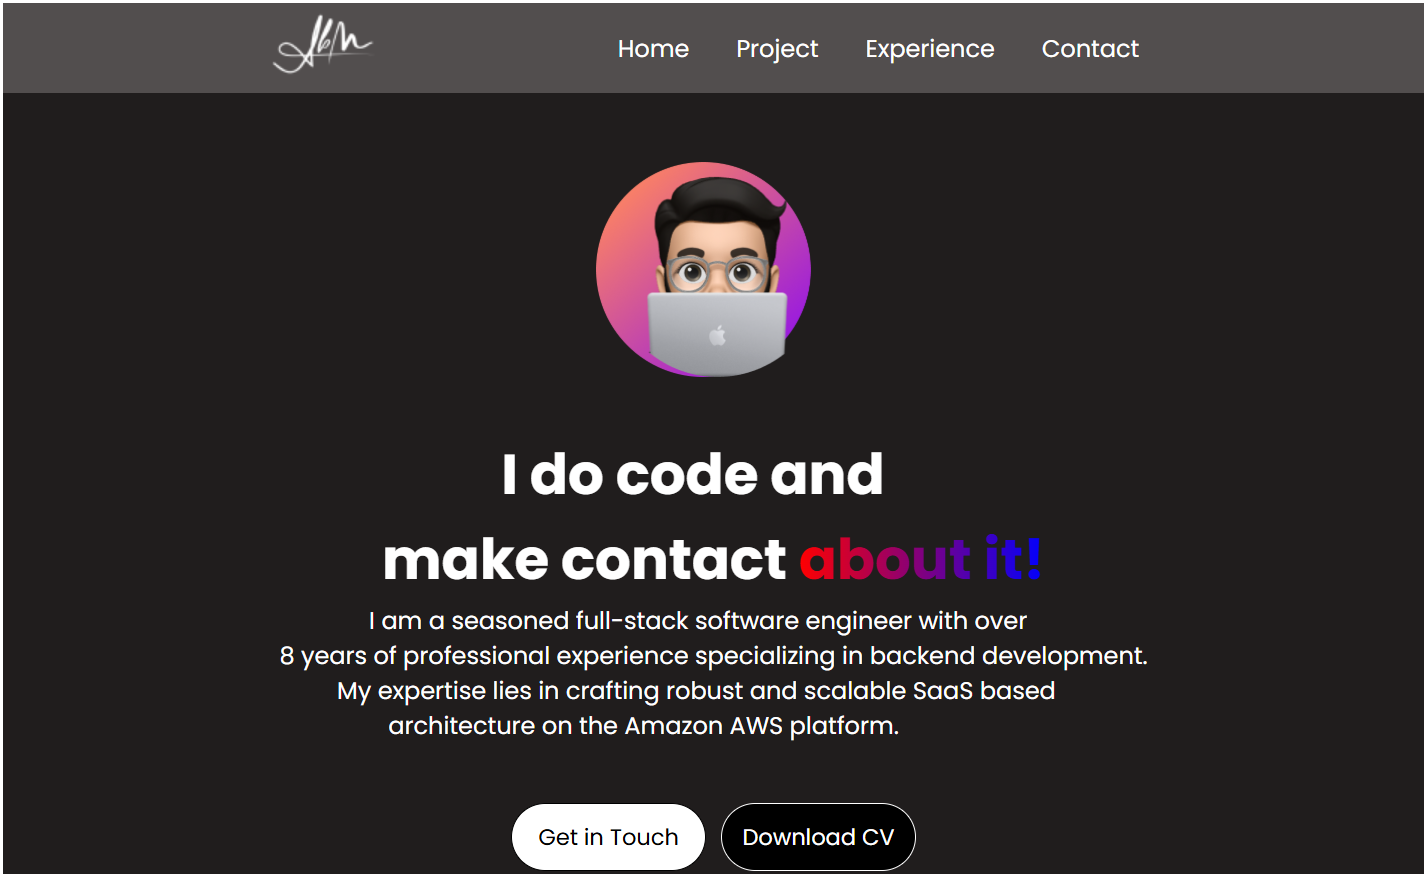 Home Project Experience Contact
I do code and
make contact about it!
I am a seasoned full-stack software engineer with over
8 years of professional experience specializing in backend development.
My expertise lies in crafting robust and scalable SaaS based
architecture on the Amazon AWS platform.
Get in Touch Download CV